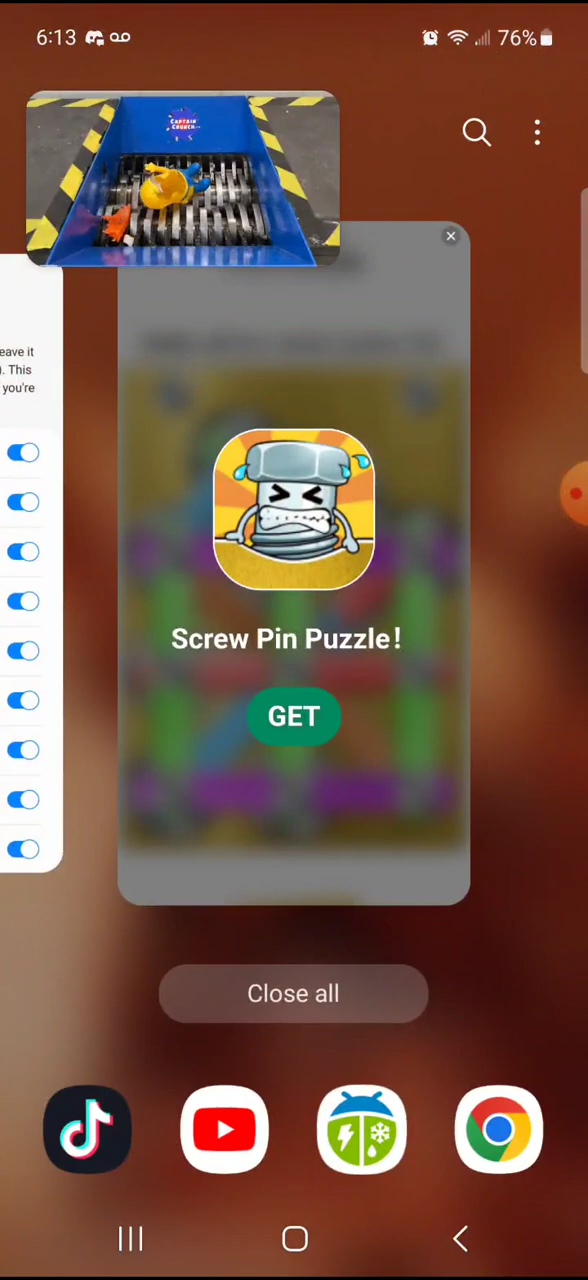 6:13
76%
CAPTAIN
CRUNCH
eave it
). This
you're
Screw Pin Puzzle!
GET
Close all